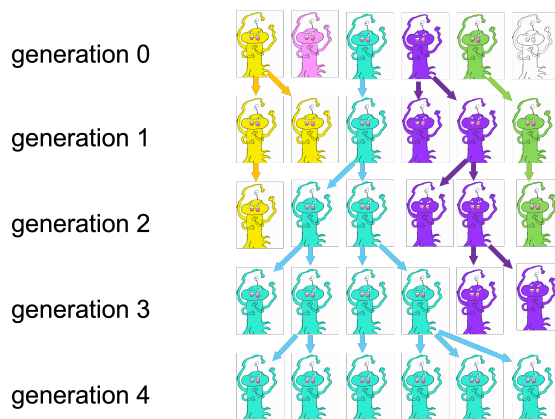 generation 0
generation 1
generation 2
generation 3
generation 4